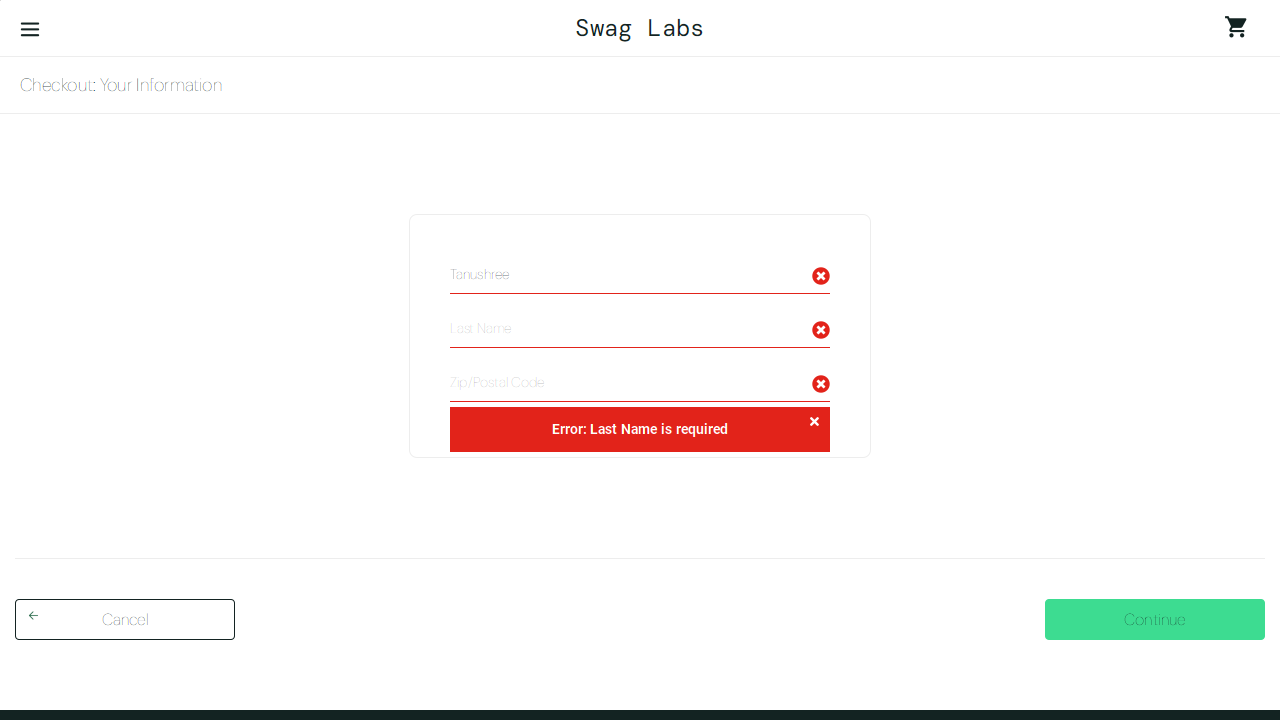 Swag Labs
Checkout: Your Information
Tanushree
Last Name
Zip/Postal Code
Error: Last Name is required
Cancel
Continue